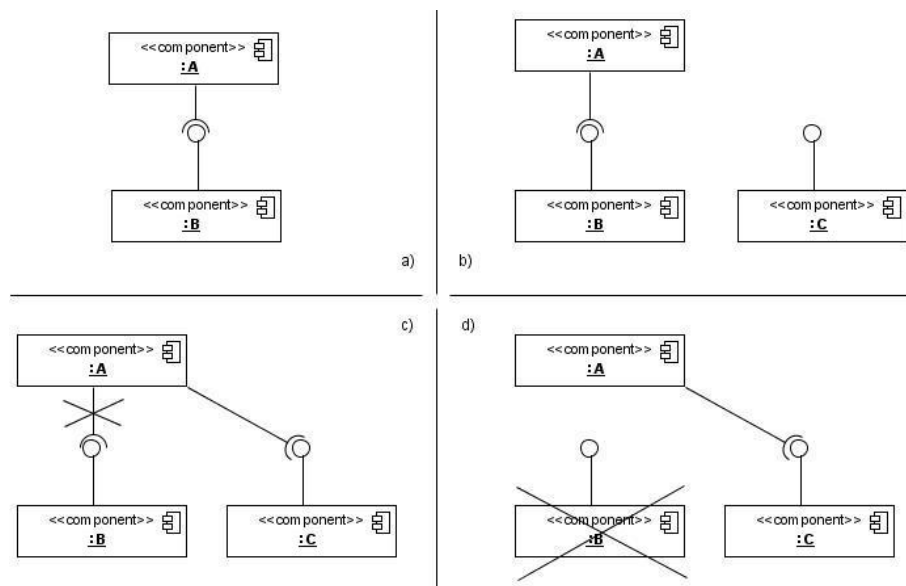 <<component>>
:A
<<component>>
:B
a)
<<component>>
:A
<<component>>
:B
<<component>>
:C
b)
c)
<<component>>
:A
<<component>>
:B
<<component>>
:C
d)
<<component>>
:A
<<component>>
:B
<<component>>
:C